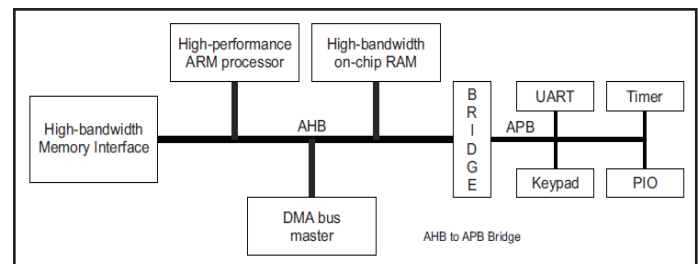 High-performance
ARM processor
High-bandwidth
on-chip RAM
High-bandwidth
Memory Interface
AHB
B
R
I
D
G
E
APB
UART
Timer
Keypad
PIO
DMA bus
master
AHB to APB Bridge